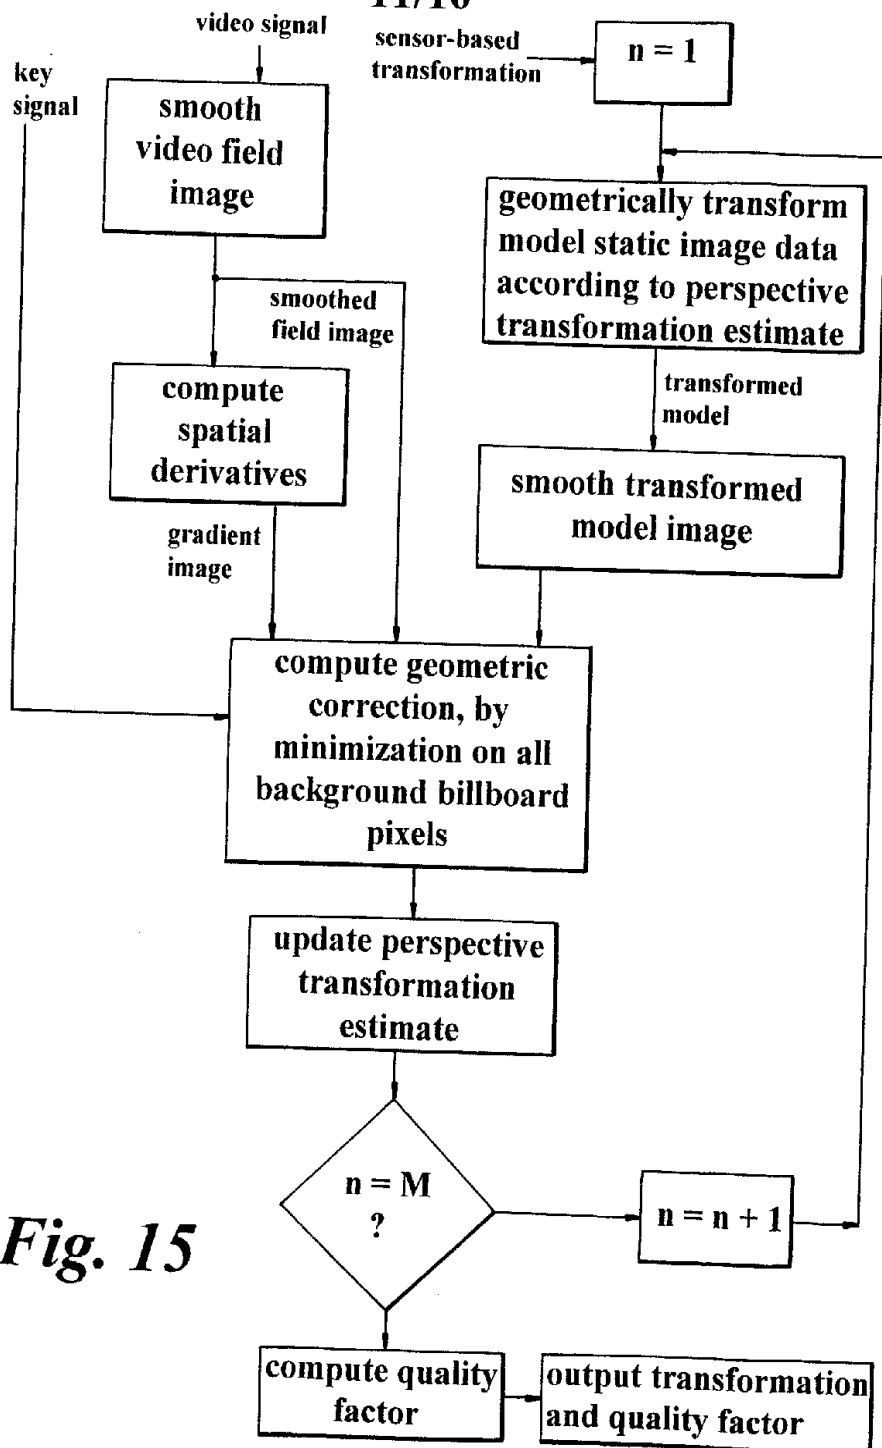 video signal
key
signal
smooth
video field
image
sensor-based
transformation
n = 1
geometrically transform
model static image data
according to perspective
transformation estimate
smoothed
field image
compute
spatial
derivatives
transformed
model
smooth transformed
model image
gradient
image
compute geometric
correction, by
minimization on all
background billboard
pixels
update perspective
transformation
estimate
n = M
?
n = n + 1
Fig. 15
compute quality
factor
output transformation
and quality factor